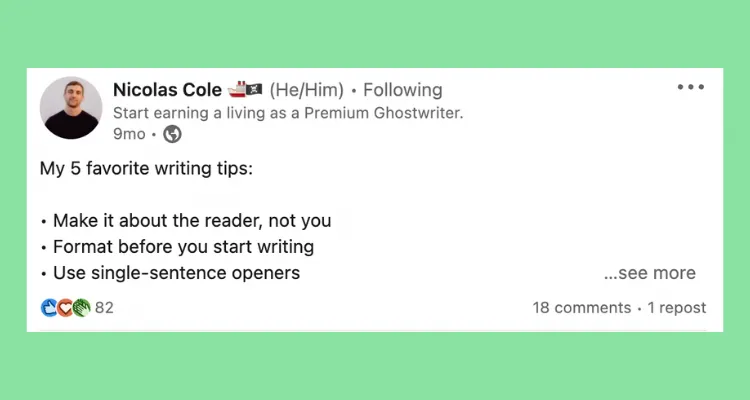 Nicolas Cole 🚢🏴‍☠️ (He/Him) • Following
Start earning a living as a Premium Ghostwriter.
9mo •
My 5 favorite writing tips:
• Make it about the reader, not you
• Format before you start writing
• Use single-sentence openers
...see more
82
18 comments • 1 repost